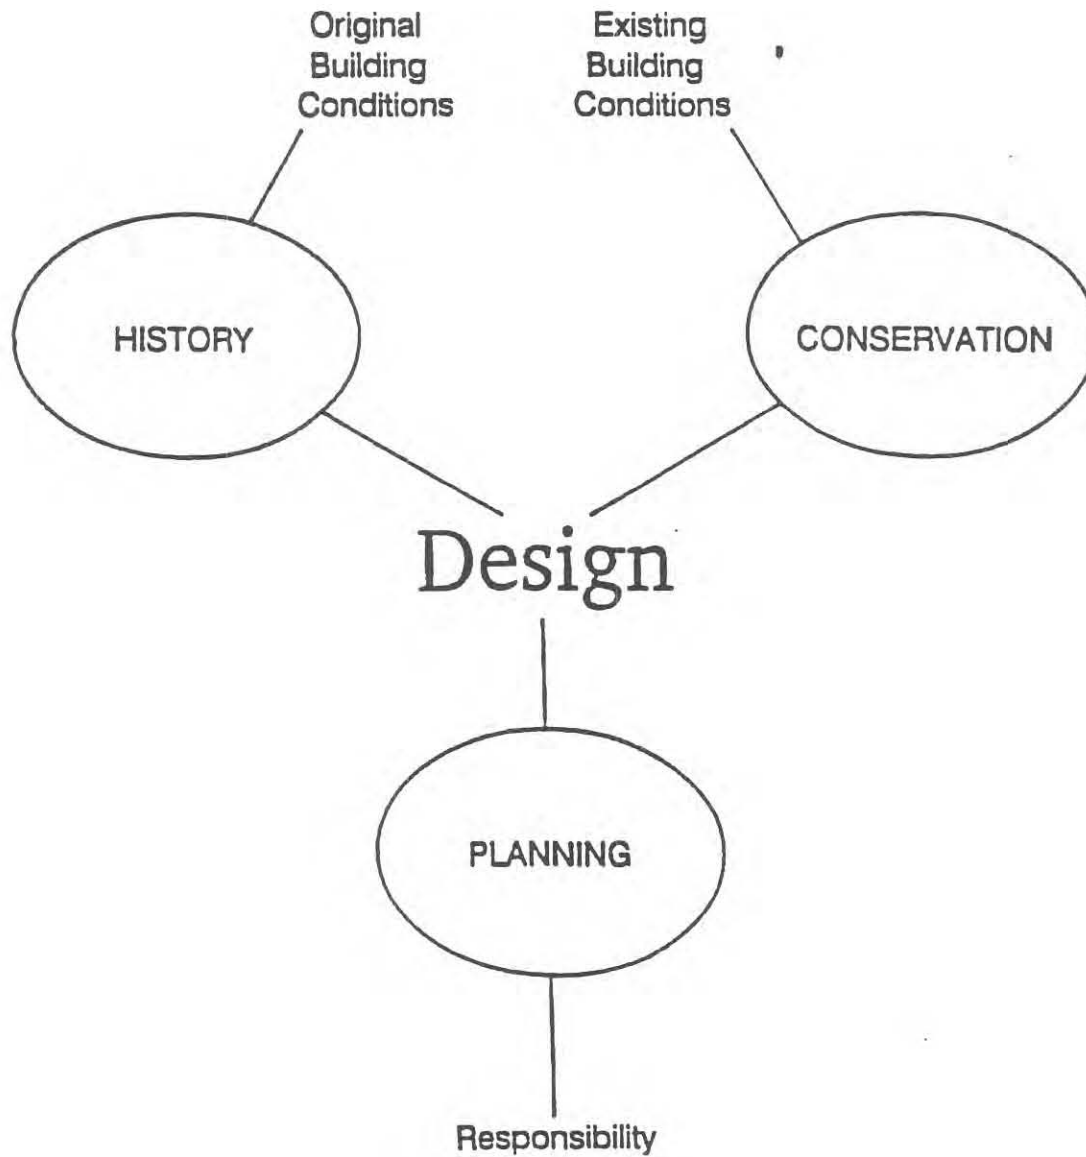 Original
Building
Conditions
Existing
Building
Conditions
HISTORY
CONSERVATION
Design
PLANNING
Responsibility